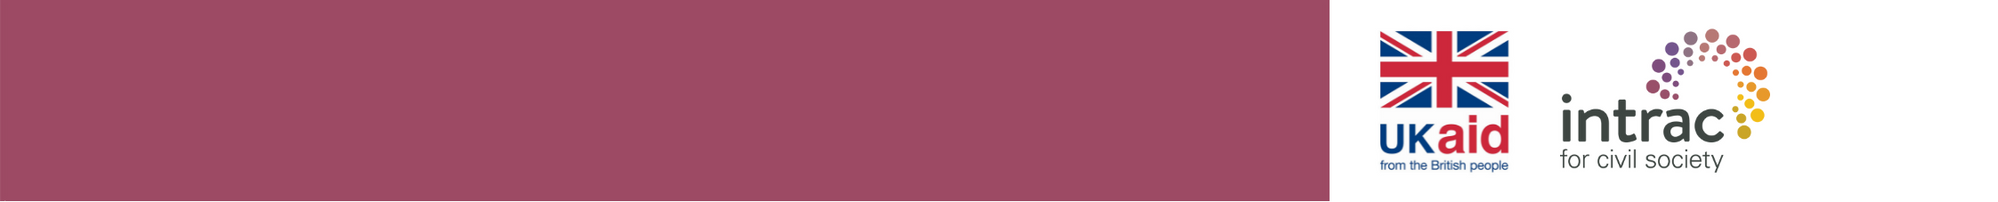 UKaid
from the British people
intrac
for civil society